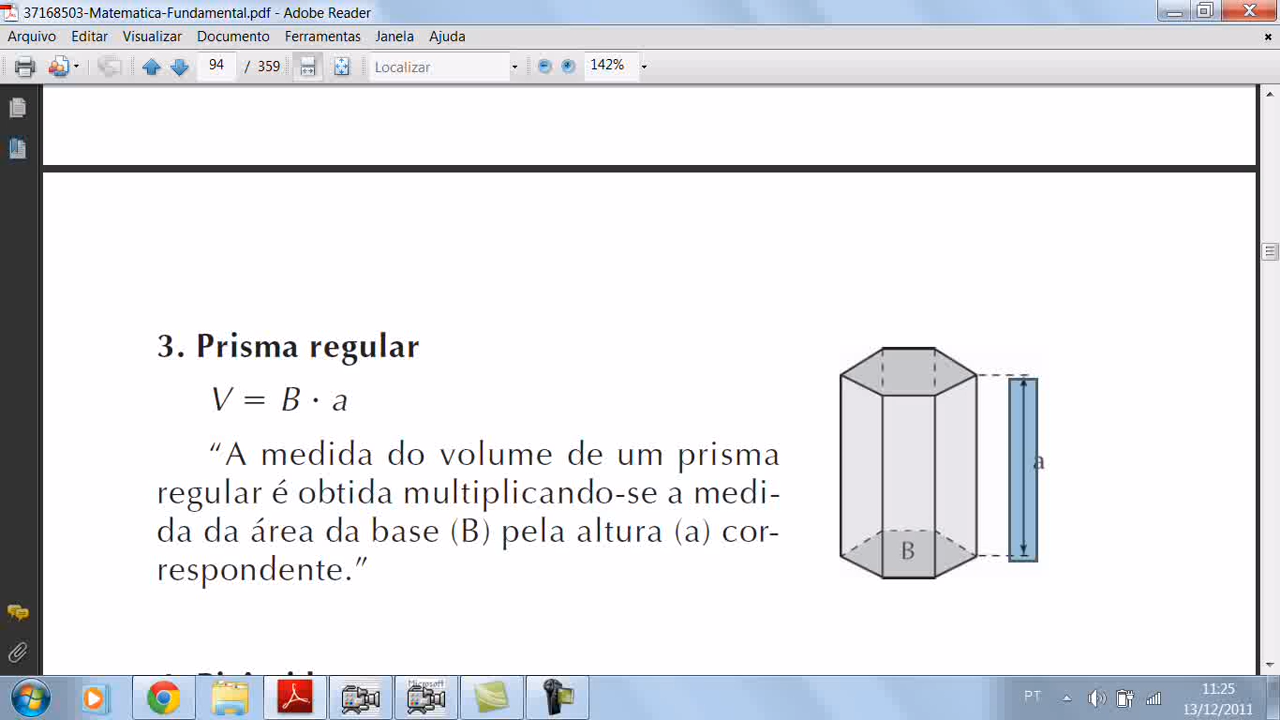 37168503-Matematica-Fundamental.pdf - Adobe Reader
Arquivo Editar Visualizar Documento Ferramentas Janela Ajuda
94 / 359 Localizar 142%
3. Prisma regular
V = B · a
“A medida do volume de um prisma
regular é obtida multiplicando-se a medi-
da da área da base (B) pela altura (a) cor-
respondente.”
a
B
Microsoft
PT 11:25
13/12/2011